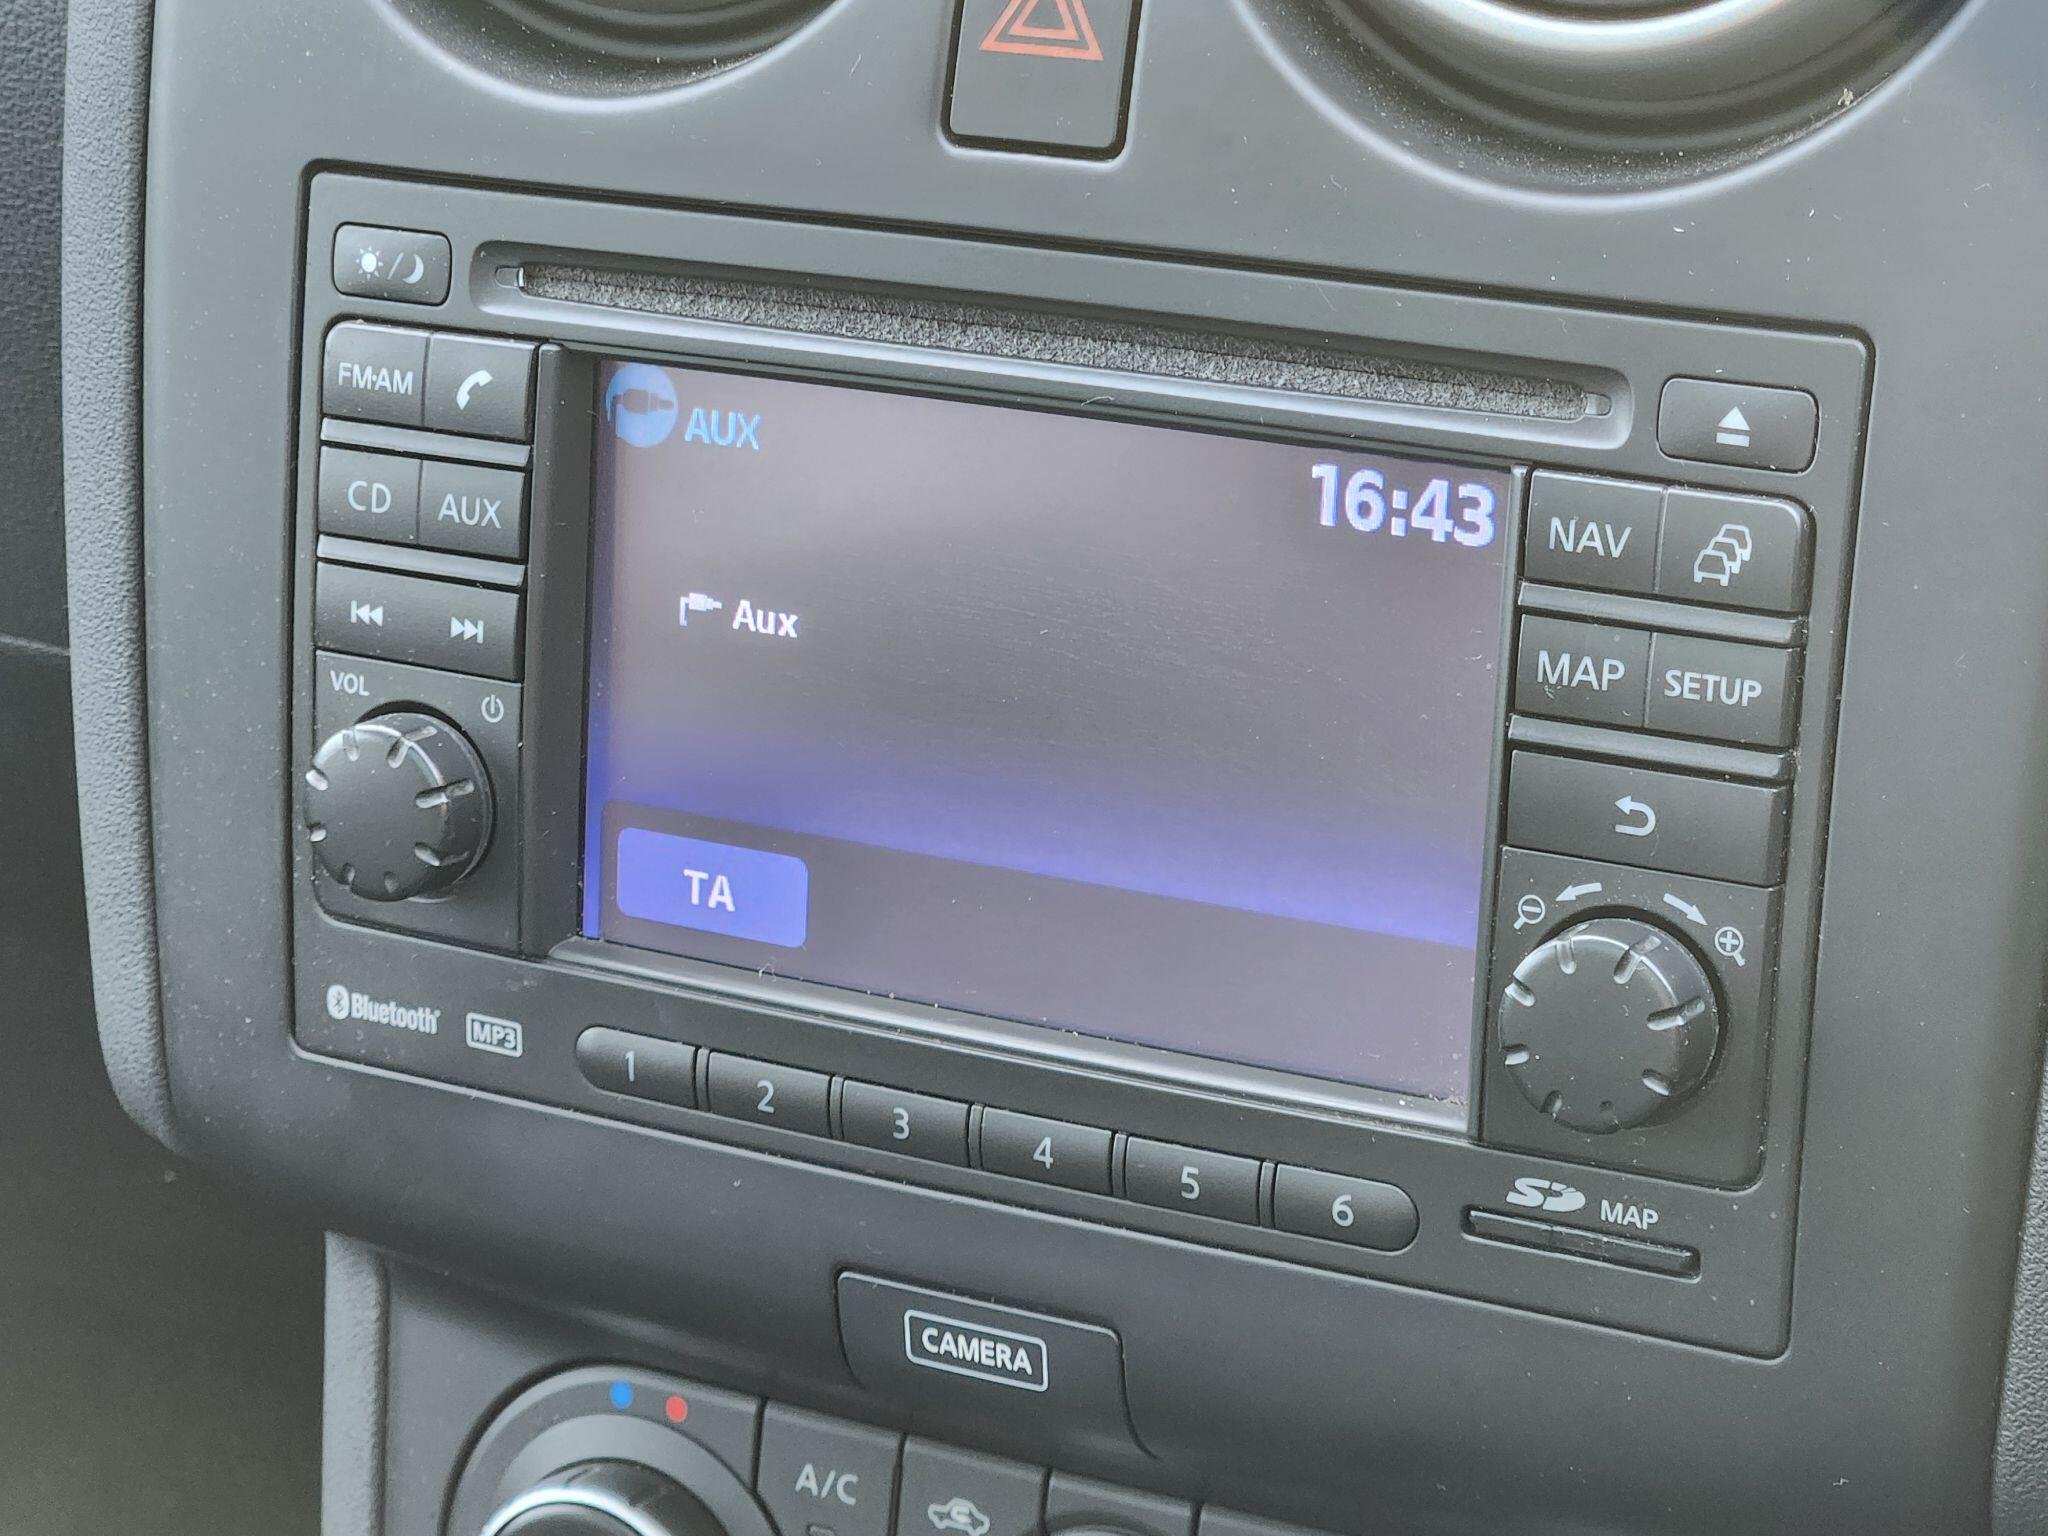 FM·AM
CD
AUX
VOL
AUX
16:43
Aux
TA
NAV
MAP
SETUP
Bluetooth
MP3
1
2
3
4
5
6
SD
MAP
CAMERA
A/C